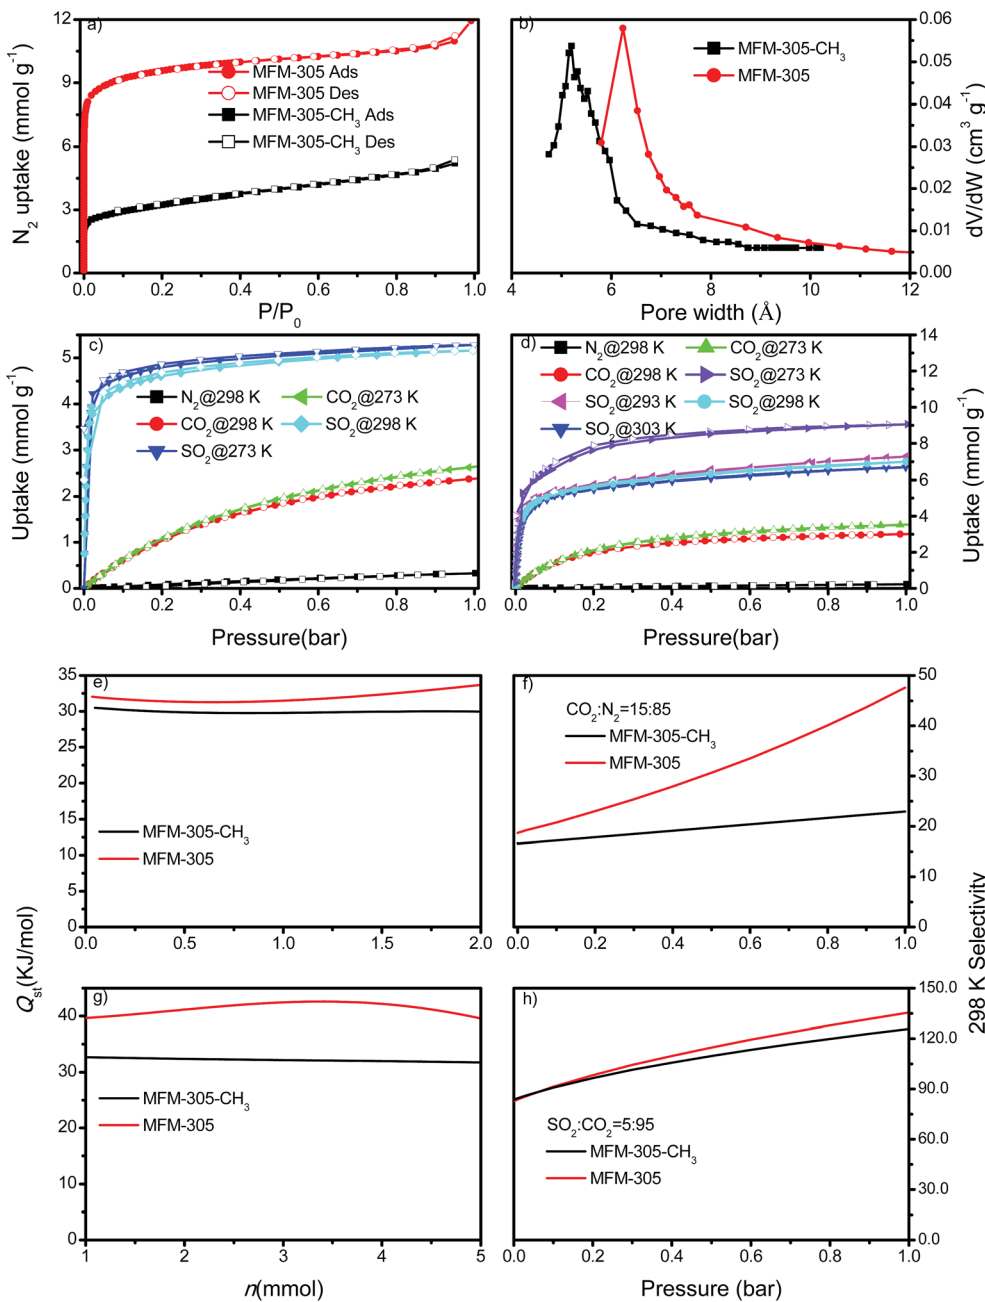 a)
12
9
6
3
0
N₂ uptake (mmol g⁻¹)
MFM-305 Ads
MFM-305 Des
MFM-305-CH₃ Ads
MFM-305-CH₃ Des
0.0 0.2 0.4 0.6 0.8 1.0
P/P₀
b)
MFM-305-CH₃
MFM-305
0.06
0.05
0.04
0.03
0.02
0.01
0.00
dV/dW (cm³ g⁻¹)
4 6 8 10 12
Pore width (Å)
c)
5
4
3
2
1
0
Uptake (mmol g⁻¹)
N₂@298 K
CO₂@273 K
CO₂@298 K
SO₂@298 K
SO₂@273 K
0.0 0.2 0.4 0.6 0.8 1.0
Pressure(bar)
d)
N₂@298 K
CO₂@273 K
CO₂@298 K
SO₂@273 K
SO₂@293 K
SO₂@298 K
SO₂@303 K
14
12
10
8
6
4
2
0
Uptake (mmol g⁻¹)
0.0 0.2 0.4 0.6 0.8 1.0
Pressure(bar)
e)
35
30
25
20
15
10
5
0
MFM-305-CH₃
MFM-305
0.0 0.5 1.0 1.5 2.0
Qst(KJ/mol)
f)
CO₂:N₂=15:85
MFM-305-CH₃
MFM-305
50
40
30
20
10
0
0.0 0.2 0.4 0.6 0.8 1.0
298 K Selectivity
g)
40
30
20
10
0
MFM-305-CH₃
MFM-305
1 2 3 4 5
n(mmol)
h)
SO₂:CO₂=5:95
MFM-305-CH₃
MFM-305
150.0
120.0
90.0
60.0
30.0
0.0
0.0 0.2 0.4 0.6 0.8 1.0
Pressure (bar)